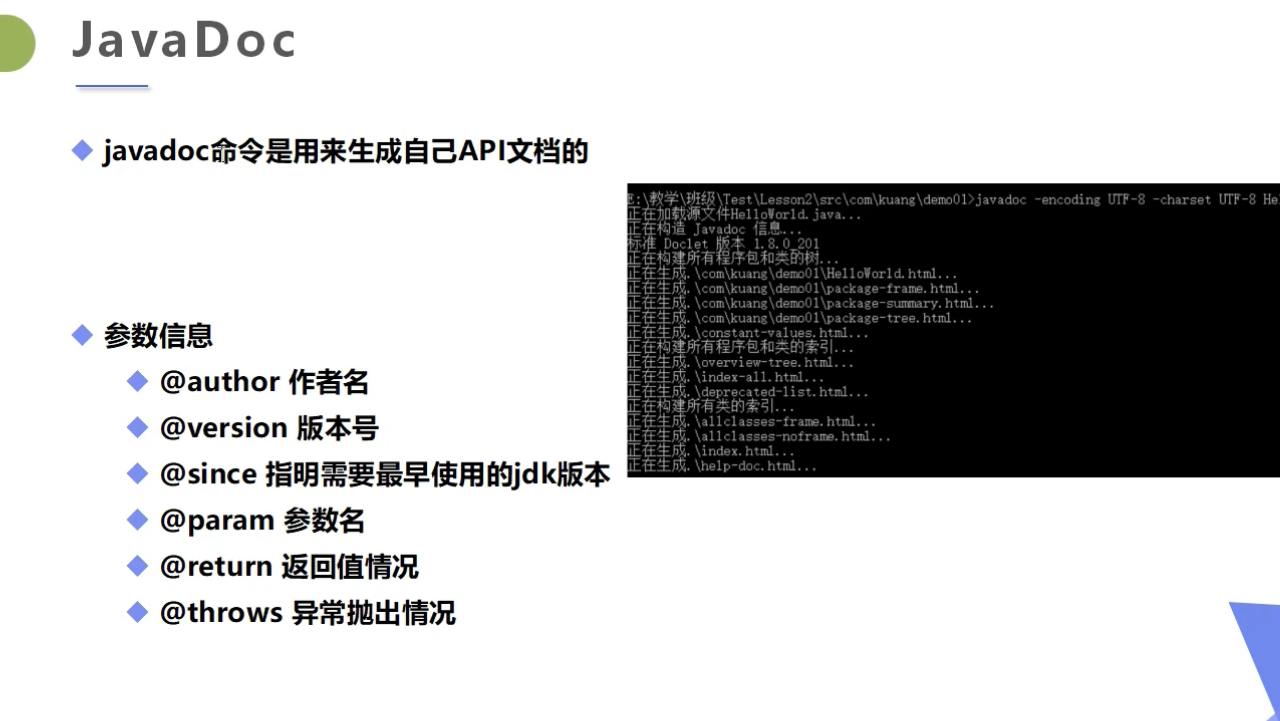 JavaDoc
javadoc命令是用来生成自己API文档的
参数信息
@author 作者名
@version 版本号
@since 指明需要最早使用的jdk版本
@param 参数名
@return 返回值情况
@throws 异常抛出情况
E:\教学\班级\Test\Lesson2\src\com\kuang\demo01>javadoc -encoding UTF-8 -charset UTF-8 He
正在加载源文件HelloWorld.java...
正在构造 Javadoc 信息...
标准 Doclet 版本 1.8.0_201
正在构建所有程序包和类的树...
正在生成.\com\kuang\demo01\HelloWorld.html...
正在生成.\com\kuang\demo01\package-frame.html...
正在生成.\com\kuang\demo01\package-summary.html...
正在生成.\com\kuang\demo01\package-tree.html...
正在生成.\constant-values.html...
正在构建所有程序包和类的索引...
正在生成.\overview-tree.html...
正在生成.\index-all.html...
正在生成.\deprecated-list.html...
正在构建所有类的索引...
正在生成.\allclasses-frame.html...
正在生成.\allclasses-noframe.html...
正在生成.\index.html...
正在生成.\help-doc.html...